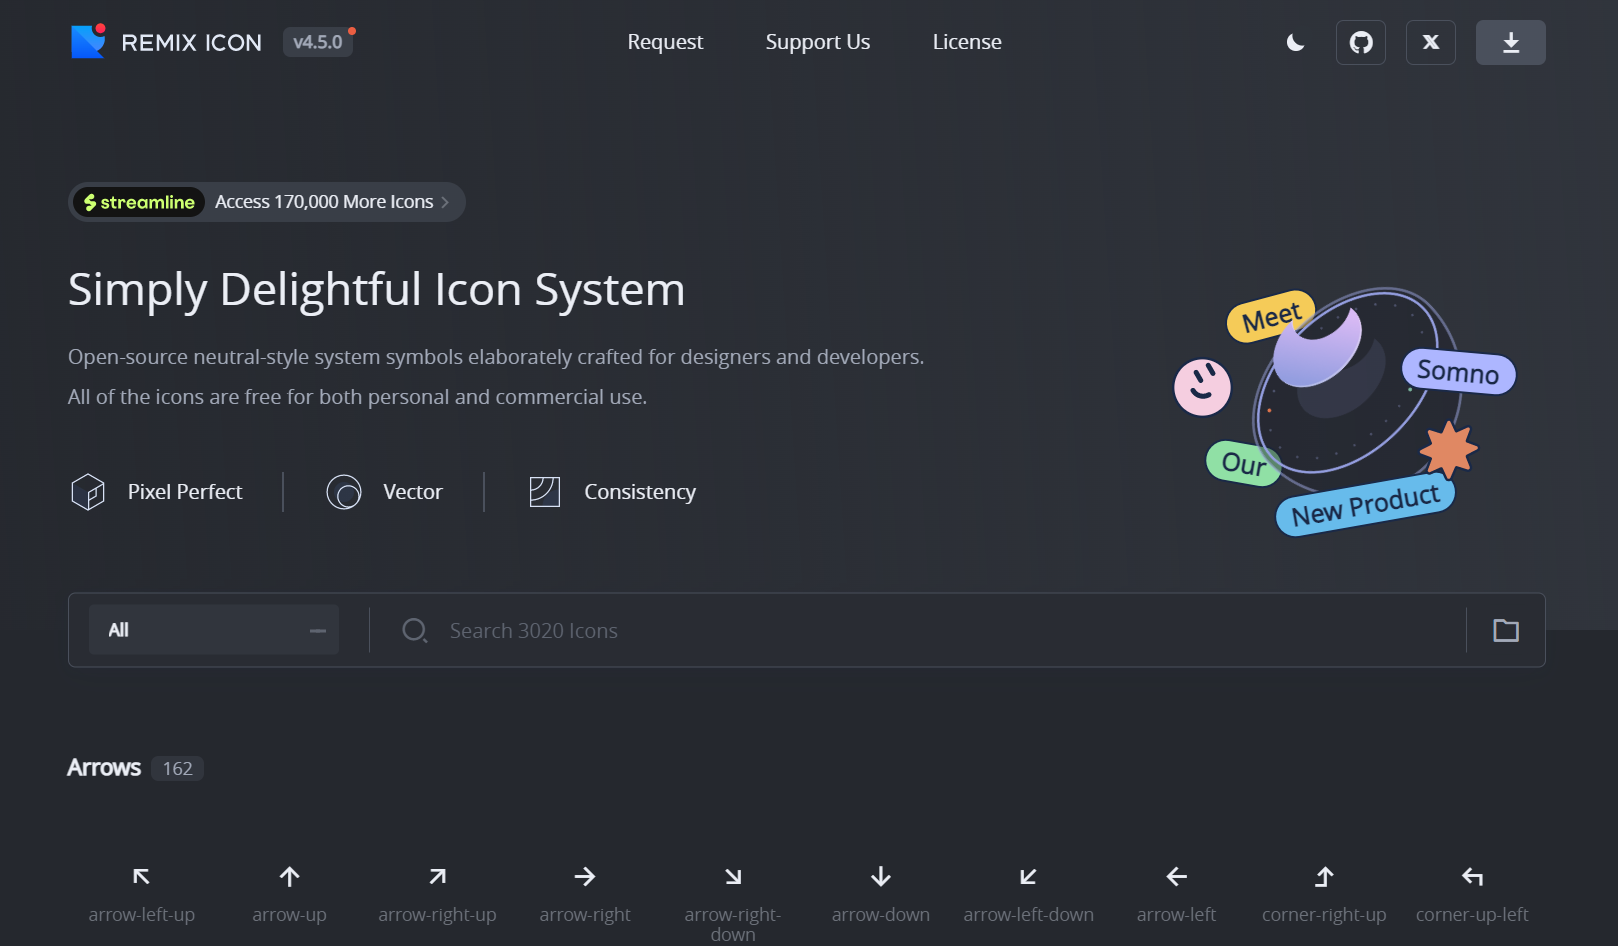 REMIX ICON v4.5.0 Request Support Us License
streamline Access 170,000 More Icons
Simply Delightful Icon System
Open-source neutral-style system symbols elaborately crafted for designers and developers.
All of the icons are free for both personal and commercial use.
Pixel Perfect Vector Consistency
Meet
Somno
Our
New Product
All Search 3020 Icons
Arrows 162
arrow-left-up arrow-up arrow-right-up arrow-right arrow-right- arrow-down arrow-left-down arrow-left corner-right-up corner-up-left
down